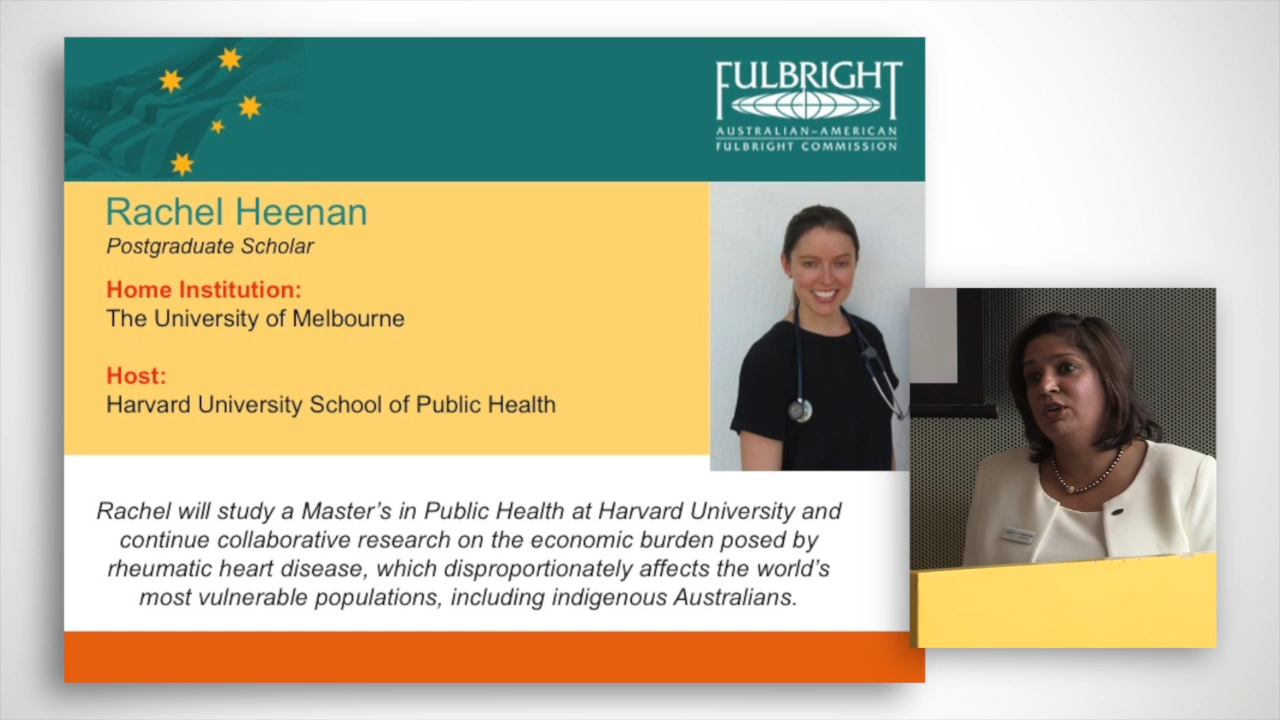 FULBRIGHT
AUSTRALIAN–AMERICAN
FULBRIGHT COMMISSION
Rachel Heenan
Postgraduate Scholar
Home Institution:
The University of Melbourne
Host:
Harvard University School of Public Health
Rachel will study a Master's in Public Health at Harvard University and
continue collaborative research on the economic burden posed by
rheumatic heart disease, which disproportionately affects the world's
most vulnerable populations, including indigenous Australians.